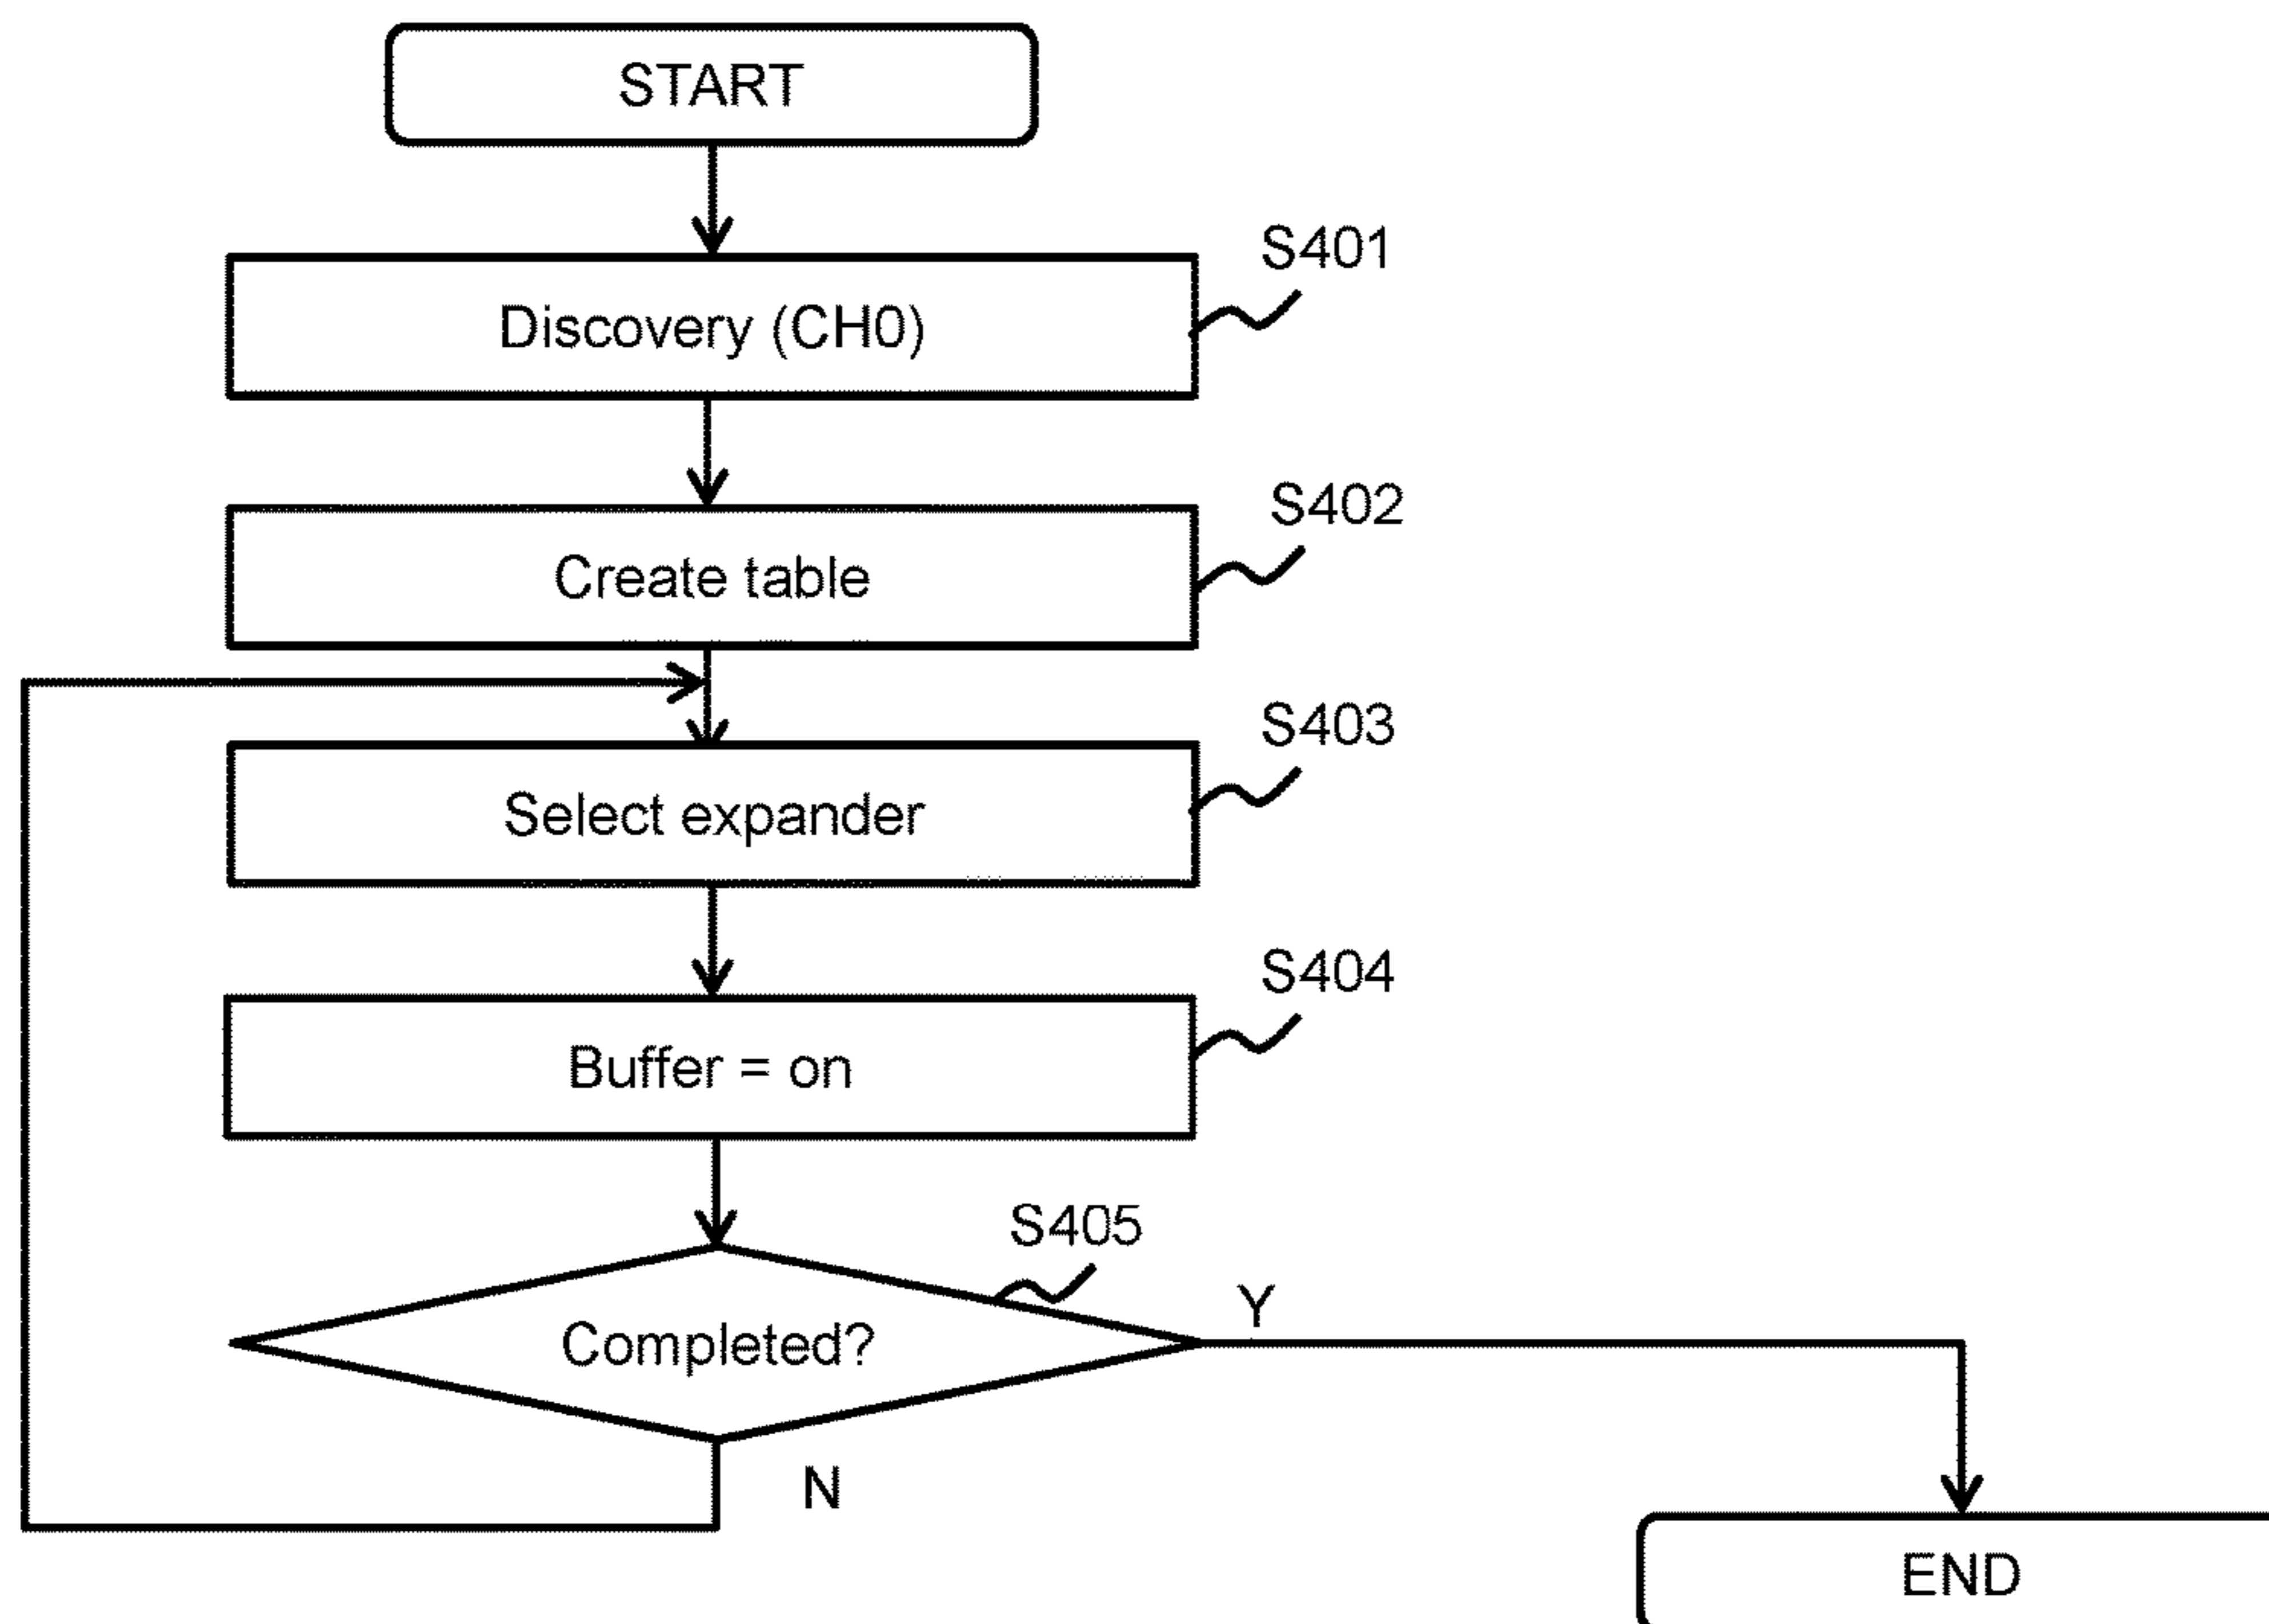 START
S401
Discovery (CH0)
S402
Create table
S403
Select expander
S404
Buffer = on
S405
Y
Completed?
N
END